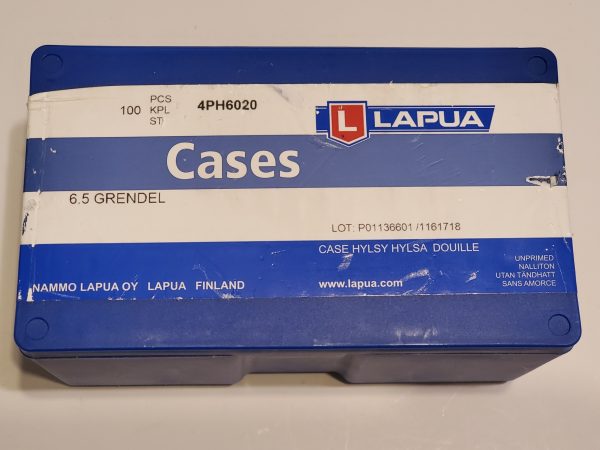 100 PCS 4PH6020
KPL
ST
L LAPUA
Cases
6.5 GRENDEL
LOT: P01136601 /1161718
CASE HYLSY HYLSA DOUILLE
UNPRIMED
NALLITON
UTAN TÄNDHATT
SANS AMORCE
NAMMO LAPUA OY LAPUA FINLAND
www.lapua.com